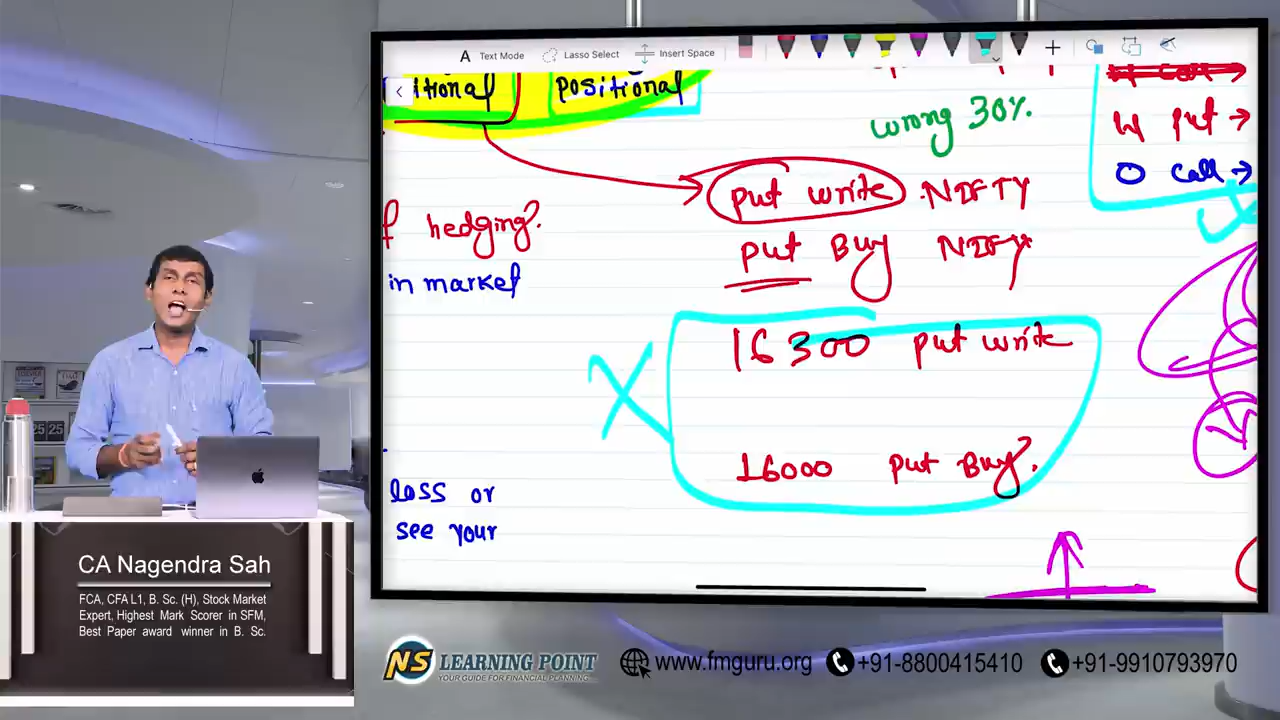 Text Mode
Lasso Select
Insert Space
itional
positional
wrong 30%.
put write NIFTY
put Buy NIFTY
hedging?
in market
16300 put write
16000 put Buy.
loss or
see your
put →
O call →
25 25
CA Nagendra Sah
FCA, CFA L1, B. Sc. (H), Stock Market
Expert, Highest Mark Scorer in SFM,
Best Paper award winner in B. Sc.
NS LEARNING POINT
YOUR GUIDE FOR FINANCIAL PLANNING
www.fmguru.org +91-8800415410 +91-9910793970